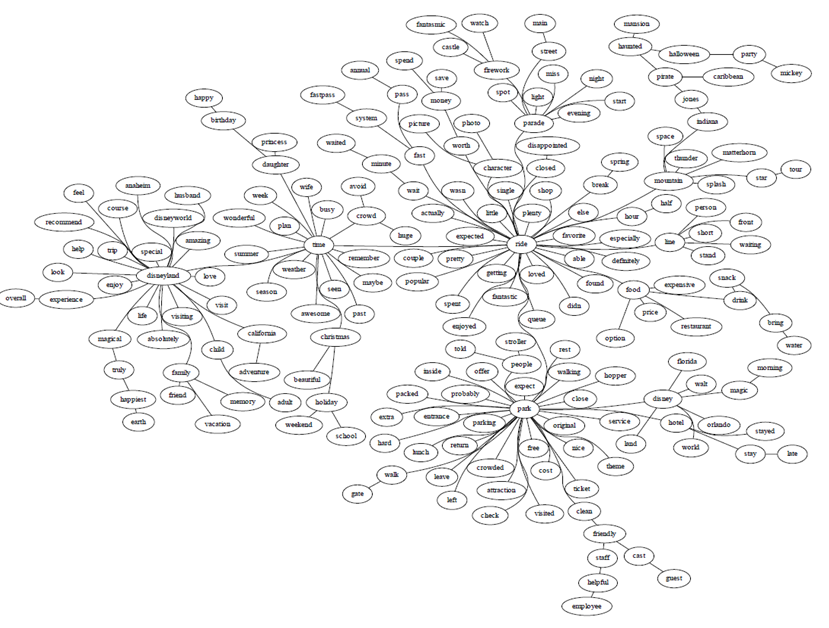 fantasmic
watch
main
mansion
castle
street
haunted
halloween
party
mickey
annual
spend
firework
miss
night
pirate
caribbean
save
fastpass
pass
money
spot
light
start
jones
happy
birthday
system
picture
photo
parade
evening
indiana
princess
daughter
waited
minute
fast
worth
disappointed
space
thunder
matterhorn
character
closed
spring
mountain
splash
star
tour
feel
anaheim
husband
week
wife
avoid
wait
wasn
single
shop
break
half
recommend
course
disneyworld
wonderful
plan
busy
crowd
actually
little
plenty
else
hour
person
front
help
trip
special
amazing
summer
time
huge
expected
ride
favorite
especially
line
short
waiting
look
disneyland
love
weather
remember
couple
pretty
able
definitely
stand
overall
experience
enjoy
season
seen
maybe
popular
getting
loved
found
food
expensive
snack
drink
life
visiting
visit
awesome
past
spent
fantastic
didn
price
restaurant
bring
water
magical
absolutely
california
christmas
enjoyed
queue
option
child
told
stroller
rest
truly
family
adventure
beautiful
inside
offer
people
walking
hopper
florida
walt
magic
morning
happiest
friend
memory
adult
holiday
packed
probably
expect
close
disney
earth
vacation
weekend
school
extra
entrance
parking
park
original
service
hotel
orlando
stayed
hard
lunch
return
free
nice
land
world
stay
late
walk
leave
crowded
cost
theme
gate
left
attraction
ticket
check
visited
clean
friendly
staff
cast
helpful
guest
employee